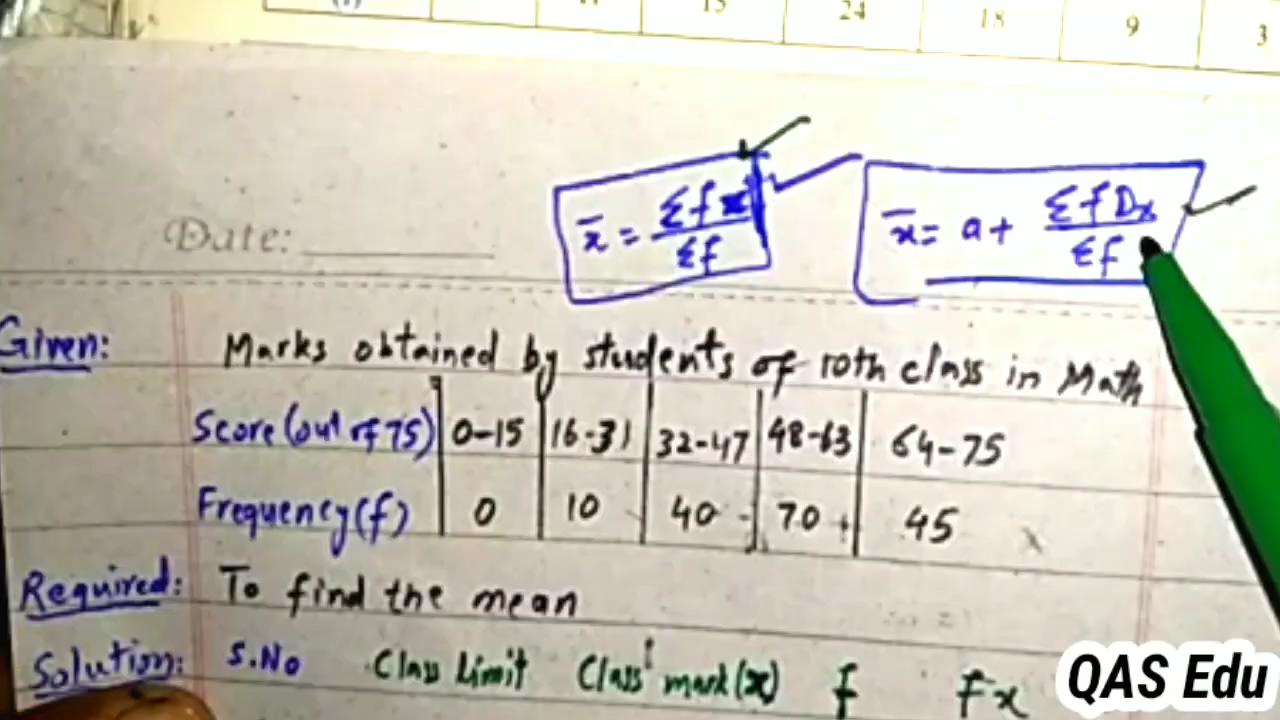 15 24 18 9 3
x̄ = Σfx / Σf x̄ = a + ΣfDx / Σf
Date:
Given: Marks obtained by students of 10th class in Math
Score (out of 75) 0-15 16-31 32-47 48-63 64-75
Frequency (f) 0 10 40 70 45
Required: To find the mean
Solution: S.No Class Limit Class mark (x) f fx
QAS Edu